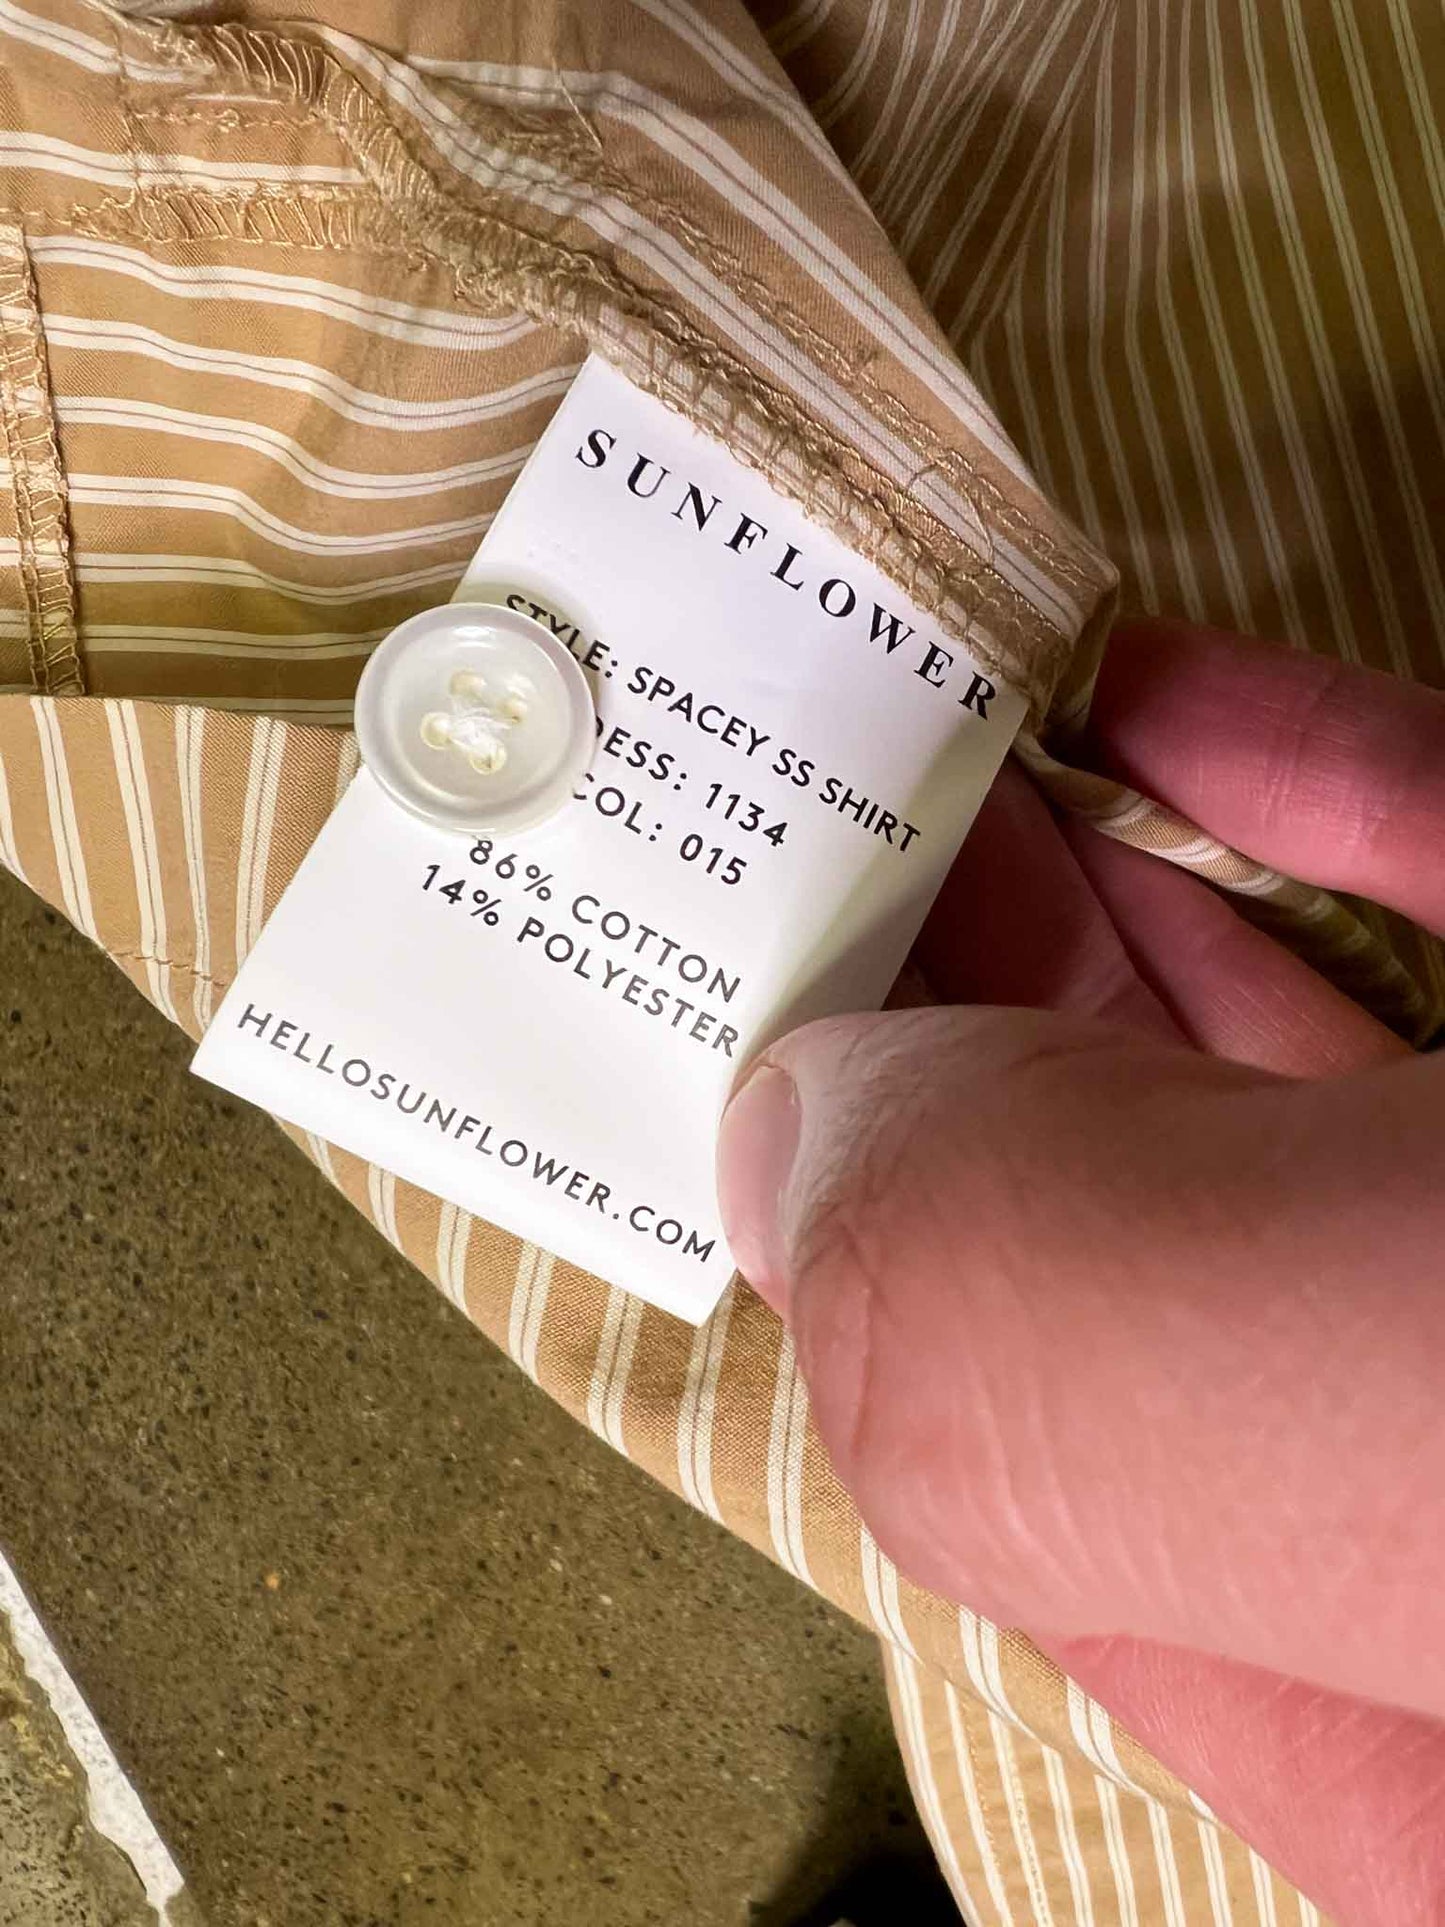 SUNFLOWER
STYLE: SPACEY SS SHIRT
DESS: 1134
COL: 015
86% COTTON
14% POLYESTER
HELLOSUNFLOWER.COM